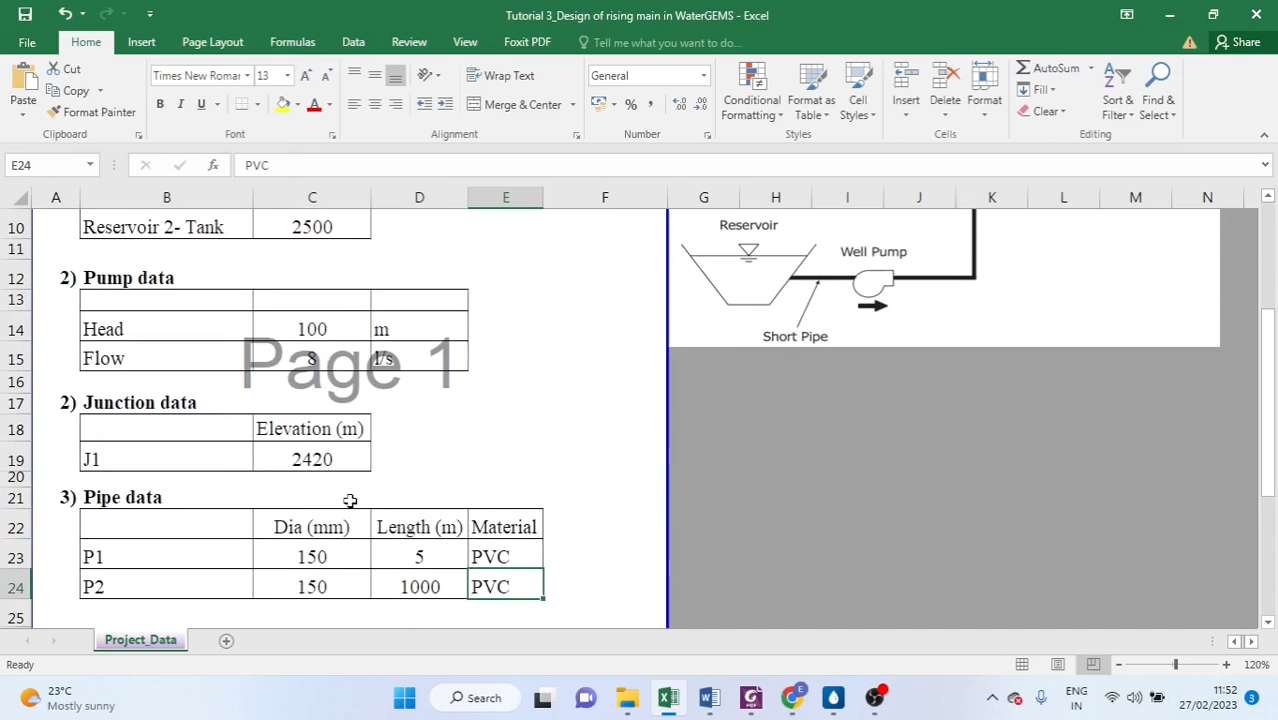 Tutorial 3_Design of rising main in WaterGEMS - Excel
File Home Insert Page Layout Formulas Data Review View Foxit PDF Tell me what you want to do... Share
Cut
Copy
Format Painter
Paste
Clipboard
Times New Roman 13
B I U A
Font
Wrap Text
Merge & Center
Alignment
General
% ,
Number
Conditional Formatting
Format as Table
Cell Styles
Styles
Insert Delete Format
Cells
AutoSum
Fill
Clear
Sort & Filter
Find & Select
Editing
E24 fx PVC
A B C D E F G H I J K L M N
10 Reservoir 2- Tank 2500
11
12 2) Pump data
13
14 Head 100 m
15 Flow 8 l/s
16
17 2) Junction data
18 Elevation (m)
19 J1 2420
20
21 3) Pipe data
22 Dia (mm) Length (m) Material
23 P1 150 5 PVC
24 P2 150 1000 PVC
25
Page 1
Reservoir
Well Pump
Short Pipe
Project_Data
Ready 120%
23°C
Mostly sunny
Search
ENG
IN
11:52
27/02/2023
3